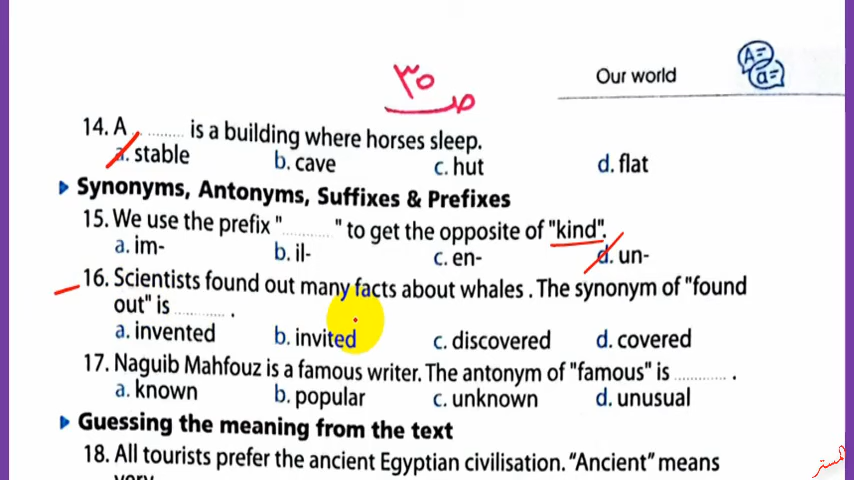 ص ٣٥
Our world
A=
a=
14. A ......... is a building where horses sleep.
a. stable b. cave c. hut d. flat
Synonyms, Antonyms, Suffixes & Prefixes
15. We use the prefix "............" to get the opposite of "kind".
a. im- b. il- c. en- d. un-
16. Scientists found out many facts about whales . The synonym of "found
out" is ............ .
a. invented b. invited c. discovered d. covered
17. Naguib Mahfouz is a famous writer. The antonym of "famous" is ............ .
a. known b. popular c. unknown d. unusual
Guessing the meaning from the text
18. All tourists prefer the ancient Egyptian civilisation. "Ancient" means
very
المستر